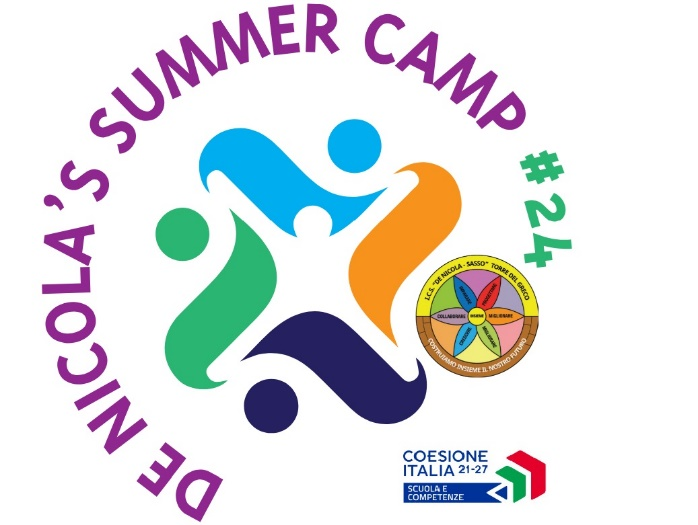 DE NICOLA'S SUMMER CAMP #24
I.C.S. "DE NICOLA - SASSO" TORRE DEL GRECO
COLLABORARE
INSIEME
MIGLIORARE
COSTRUIAMO INSIEME IL NOSTRO FUTURO
COESIONE
ITALIA 21-27
SCUOLA E
COMPETENZE